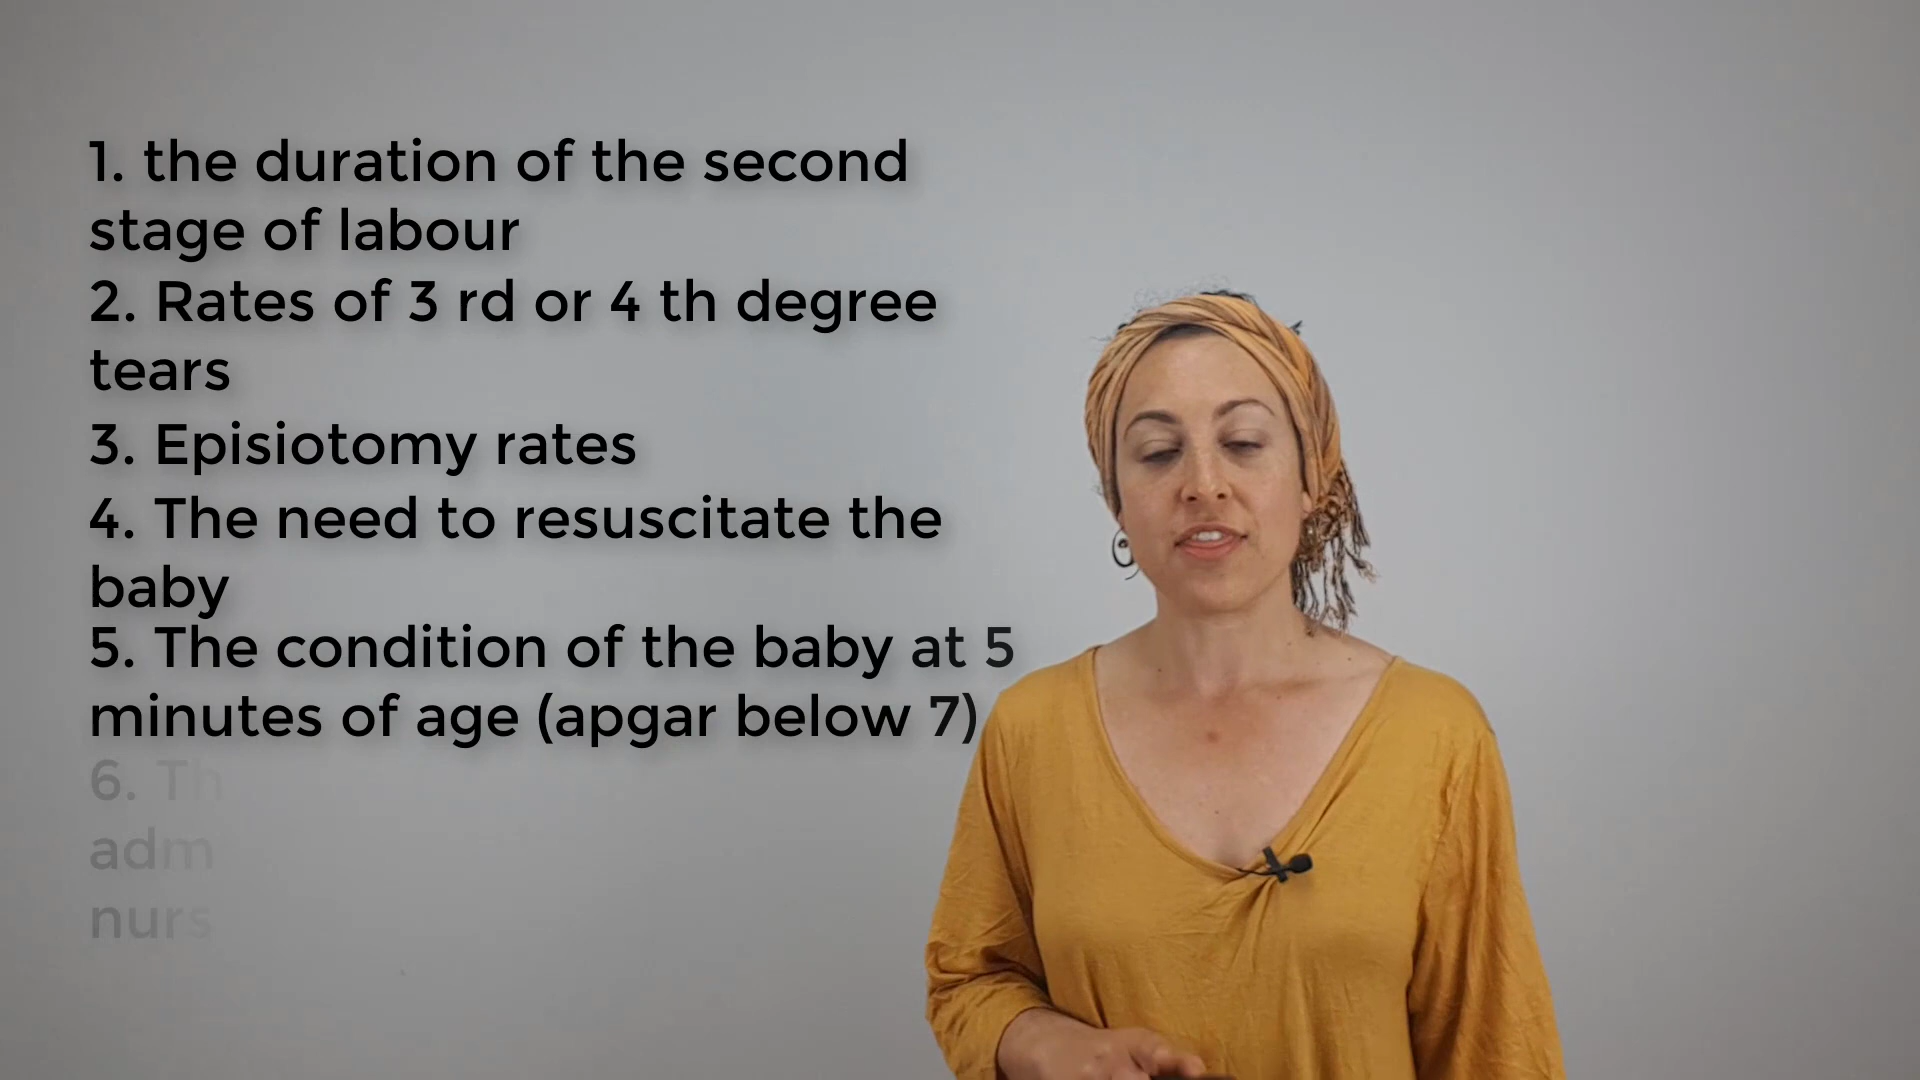 1. the duration of the second
stage of labour
2. Rates of 3 rd or 4 th degree
tears
3. Episiotomy rates
4. The need to resuscitate the
baby
5. The condition of the baby at 5
minutes of age (apgar below 7)
6.